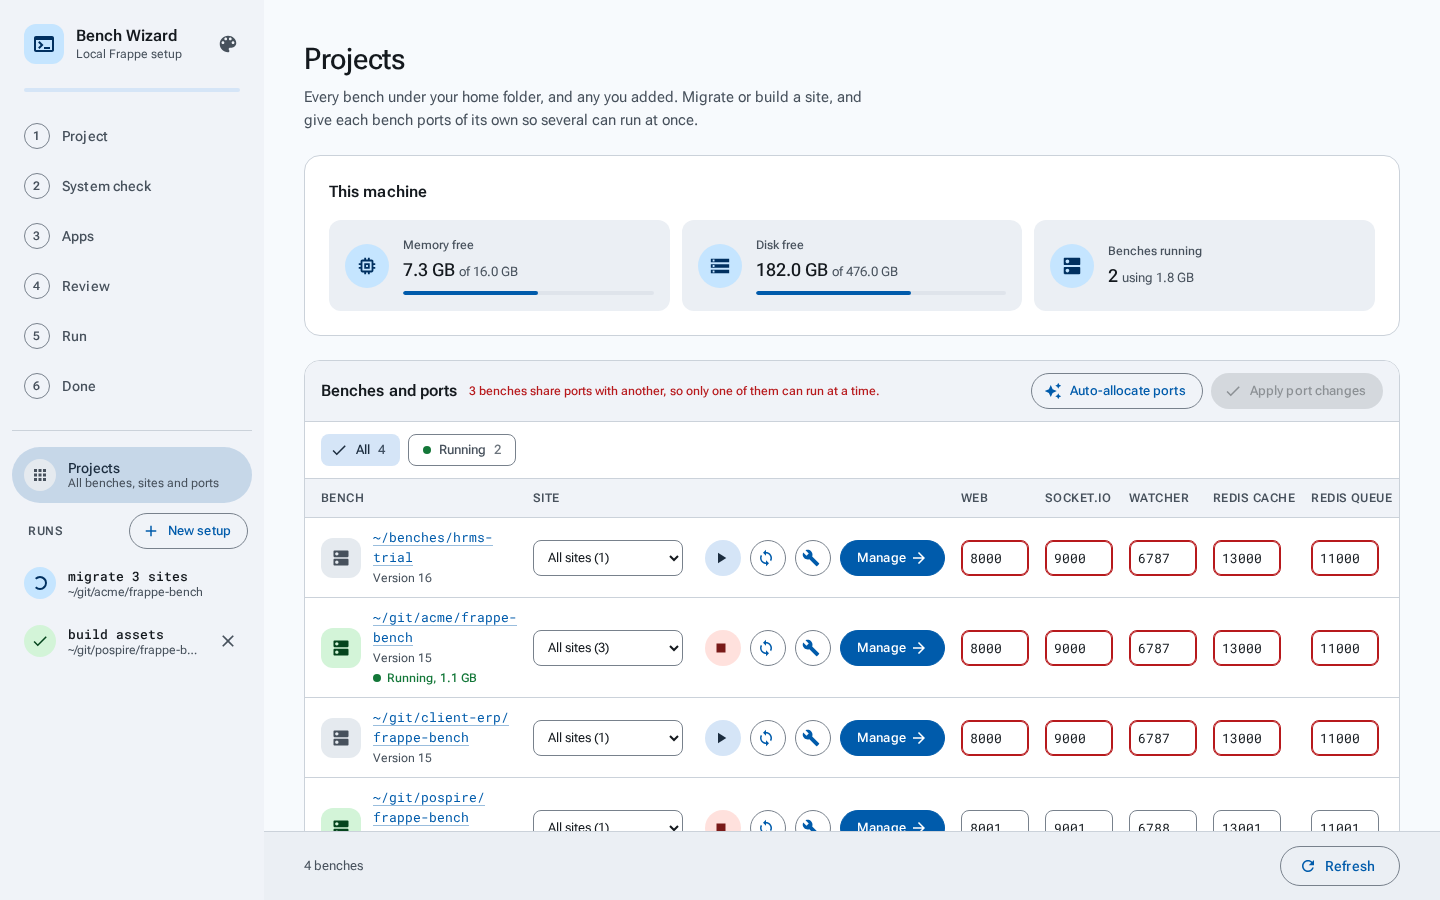 Bench Wizard
Local Frappe setup
1 Project
2 System check
3 Apps
4 Review
5 Run
6 Done
Projects
All benches, sites and ports
RUNS
New setup
migrate 3 sites
~/git/acme/frappe-bench
build assets
~/git/pospire/frappe-b...
Projects
Every bench under your home folder, and any you added. Migrate or build a site, and
give each bench ports of its own so several can run at once.
This machine
Memory free
7.3 GB of 16.0 GB
Disk free
182.0 GB of 476.0 GB
Benches running
2 using 1.8 GB
Benches and ports 3 benches share ports with another, so only one of them can run at a time.
Auto-allocate ports
Apply port changes
All 4
Running 2
BENCH SITE WEB SOCKET.IO WATCHER REDIS CACHE REDIS QUEUE
~/benches/hrms-
trial
Version 16
All sites (1) Manage 8000 9000 6787 13000 11000
~/git/acme/frappe-
bench
Version 15
Running, 1.1 GB
All sites (3) Manage 8000 9000 6787 13000 11000
~/git/client-erp/
frappe-bench
Version 15
All sites (1) Manage 8000 9000 6787 13000 11000
~/git/pospire/
frappe-bench
All sites (1) Manage 8001 9001 6788 13001 11001
4 benches
Refresh